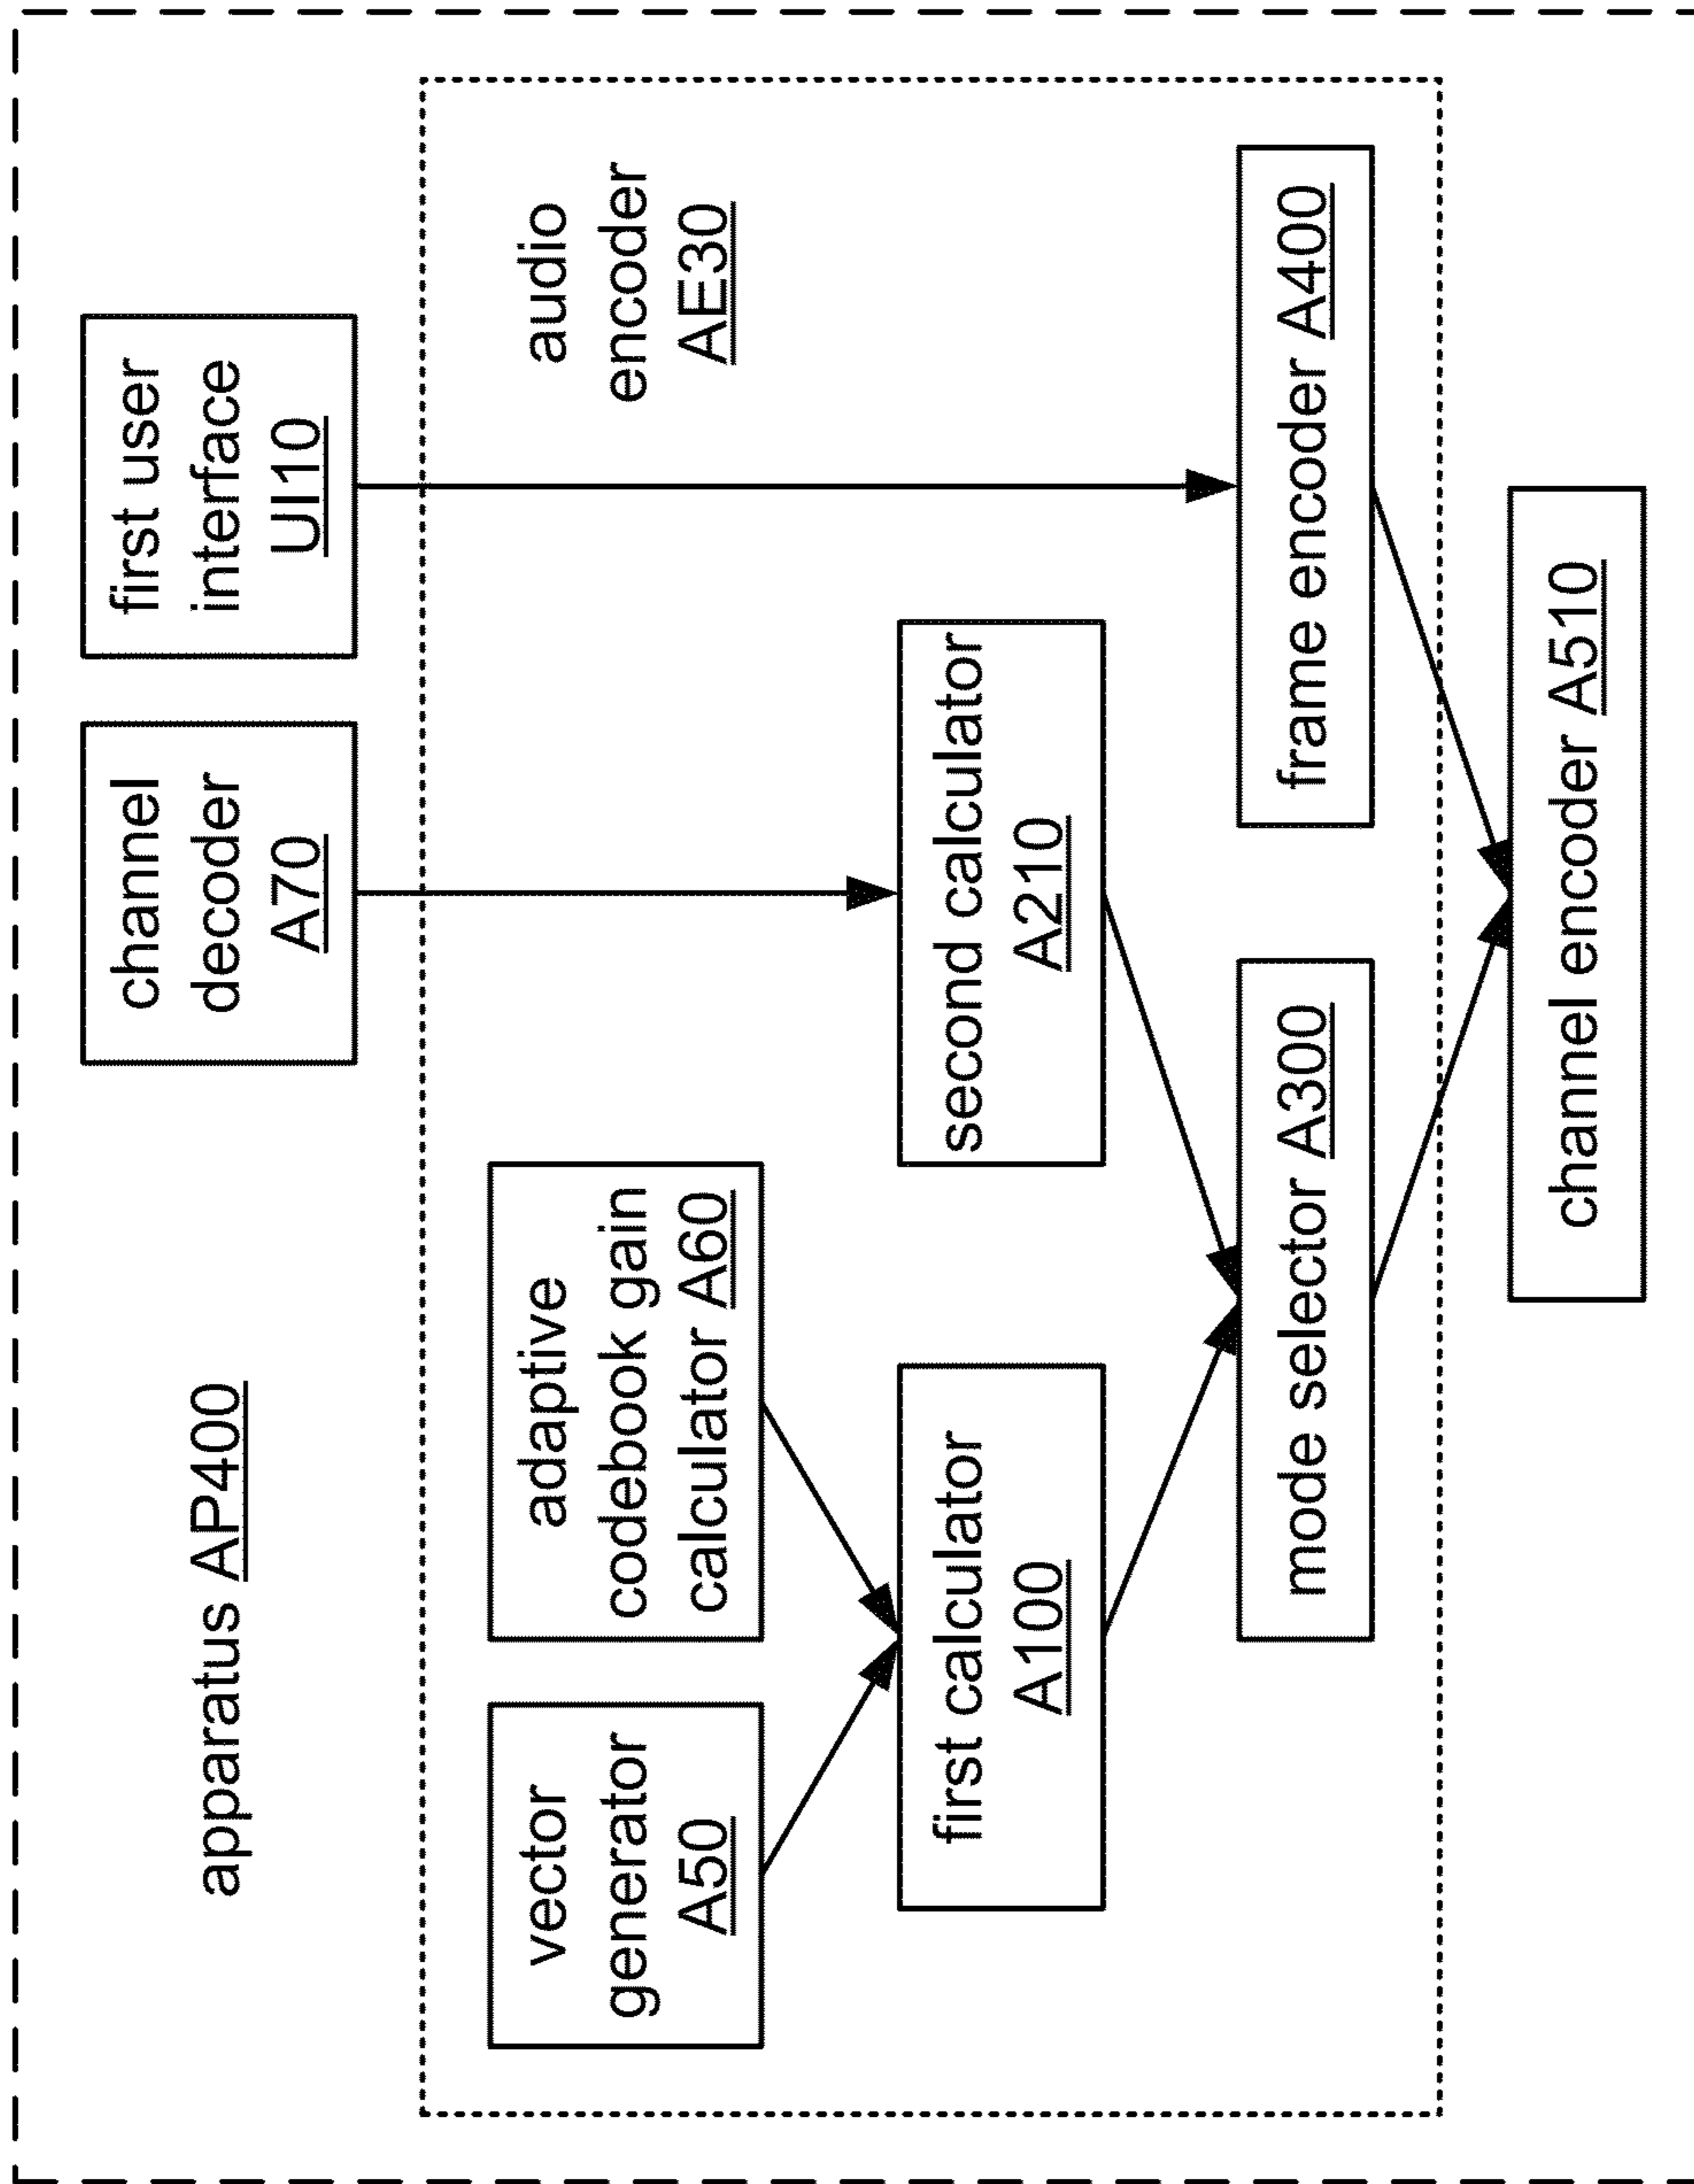 apparatus AP400
channel
decoder
A70
first user
interface
UI10
audio
encoder
AE30
vector
generator
A50
adaptive
codebook gain
calculator A60
first calculator
A100
second calculator
A210
mode selector A300
frame encoder A400
channel encoder A510